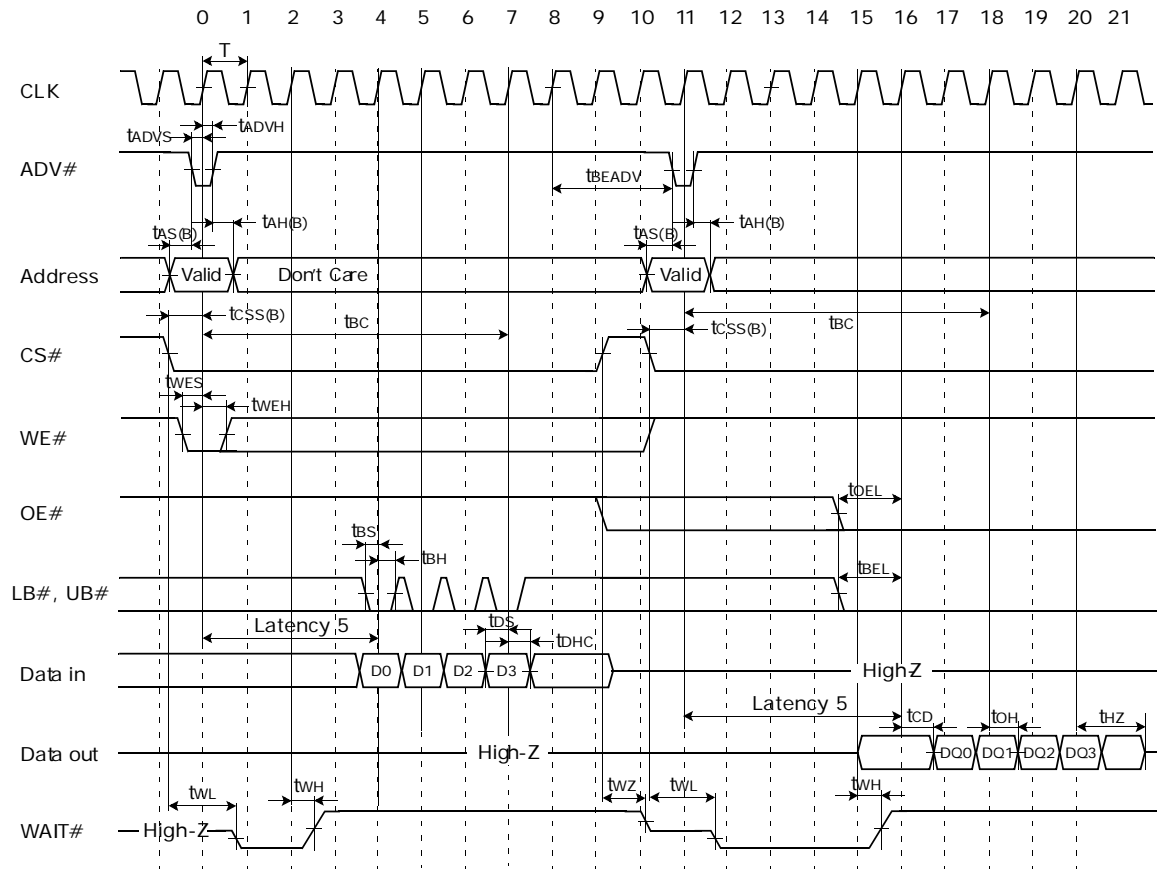 0 1 2 3 4 5 6 7 8 9 10 11 12 13 14 15 16 17 18 19 20 21
T
CLK
tADVH
tADVS
ADV#
tBEADV
tAH(B) tAH(B)
tAS(B) tAS(B)
Address Valid Don't Care Valid
tCSS(B) tBC tCSS(B) tBC
CS#
tWES
tWEH
WE#
tOEL
OE#
tBS
tBH tBEL
LB#, UB#
Latency 5 tDS
tDHC
Data in D0 D1 D2 D3 High-Z
Latency 5 tCD tOH tHZ
Data out High-Z DQ0 DQ1 DQ2 DQ3
tWL tWH tWZ tWL tWH
WAIT# High-Z